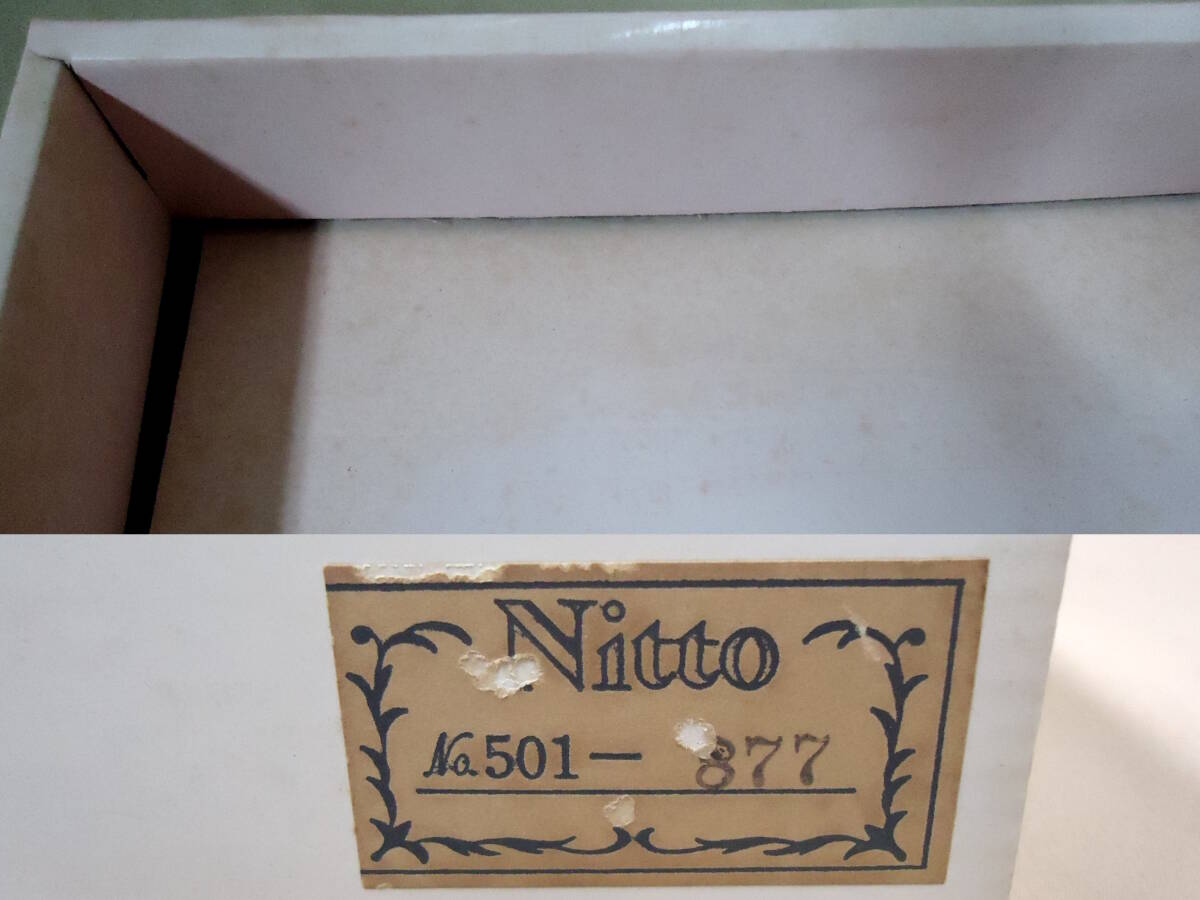 Nitto
No. 501 — 877